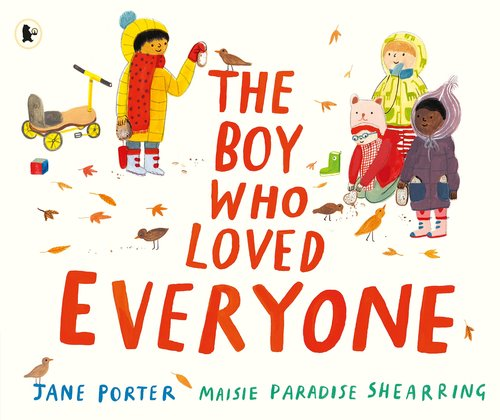 THE
BOY
WHO
LOVED
EVERYONE
JANE PORTER MAISIE PARADISE SHEARRING